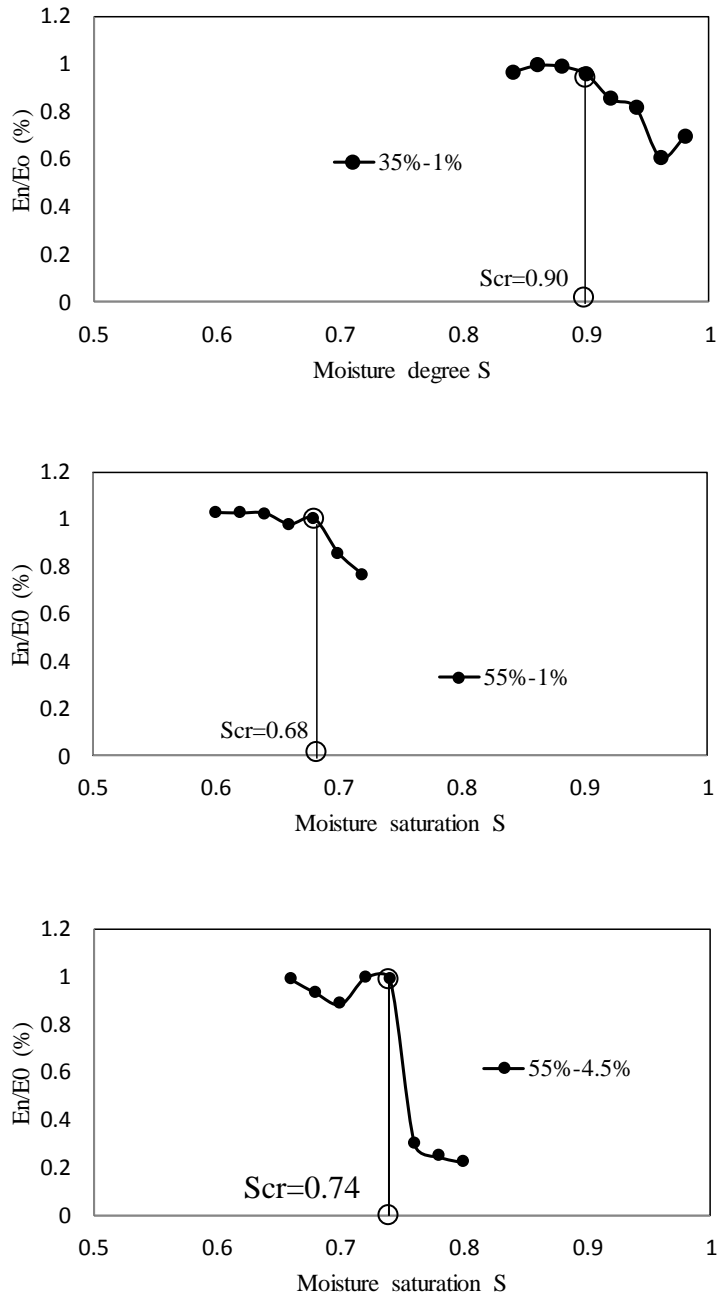 1.2
1
0.8
0.6
0.4
0.2
0
En/Eo (%)
35%-1%
Scr=0.90
0.5 0.6 0.7 0.8 0.9 1
Moisture degree S
1.2
1
0.8
0.6
0.4
0.2
0
En/E0 (%)
55%-1%
Scr=0.68
0.5 0.6 0.7 0.8 0.9 1
Moisture saturation S
1.2
1
0.8
0.6
0.4
0.2
0
En/E0 (%)
55%-4.5%
Scr=0.74
0.5 0.6 0.7 0.8 0.9 1
Moisture saturation S